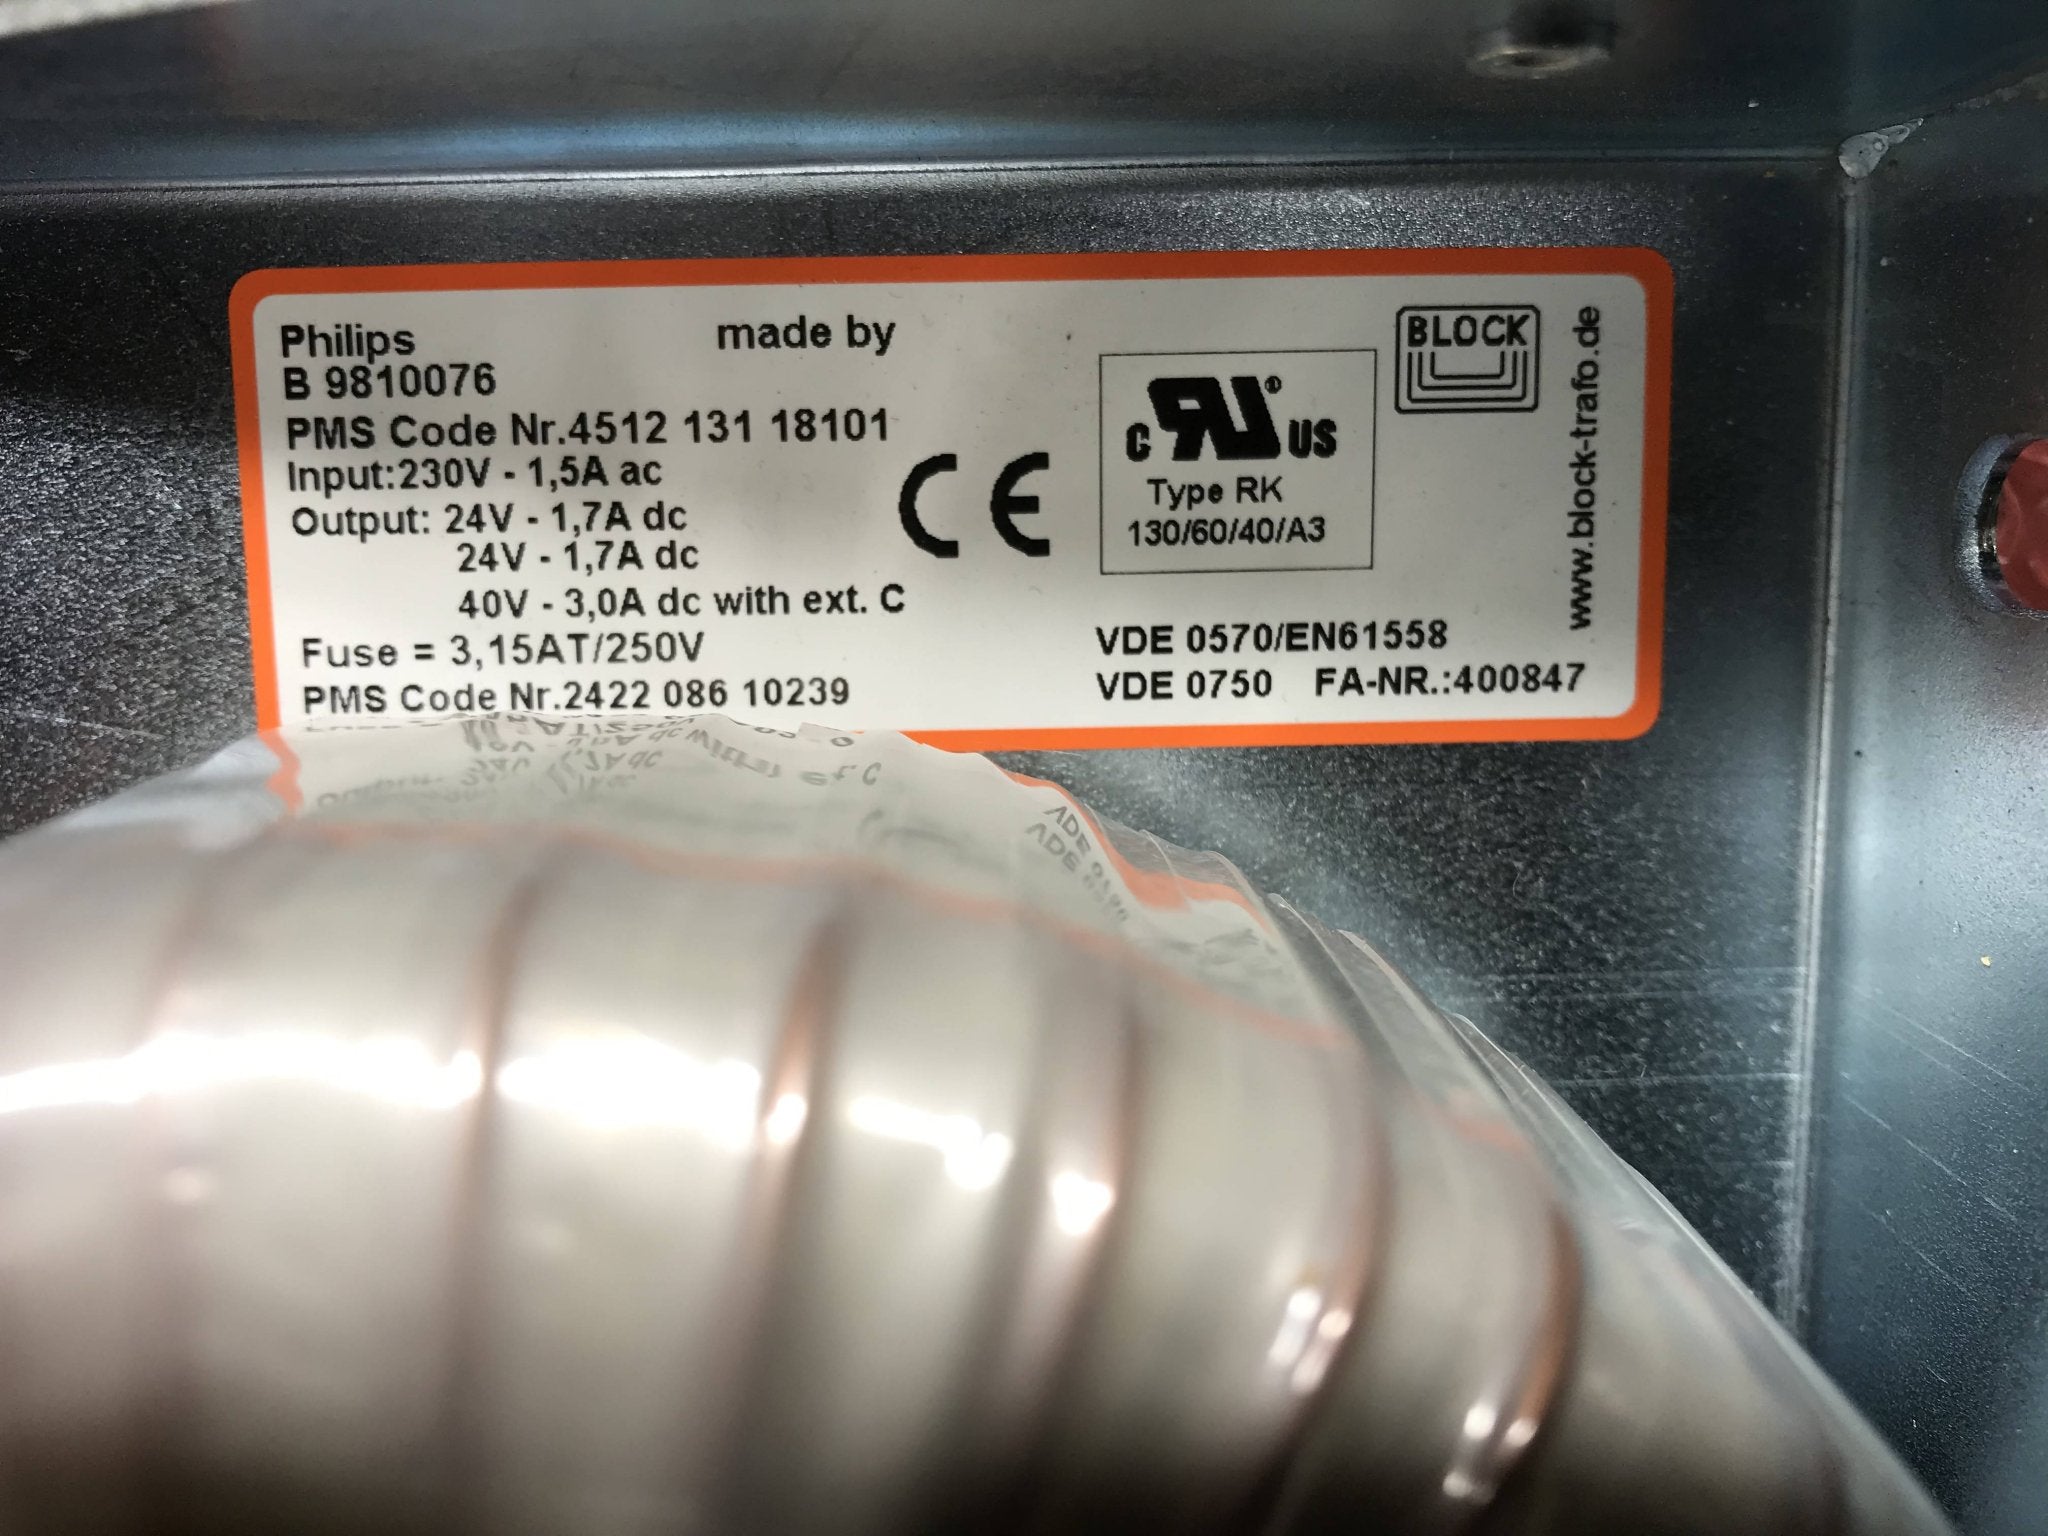 Philips made by
B 9810076
PMS Code Nr.4512 131 18101
Input:230V - 1,5A ac
Output: 24V - 1,7A dc
24V - 1,7A dc
40V - 3,0A dc with ext. C
Fuse = 3,15AT/250V
PMS Code Nr.2422 086 10239
CE
c RU ® US
Type RK
130/60/40/A3
BLOCK
www.block-trafo.de
VDE 0570/EN61558
VDE 0750 FA-NR.:400847